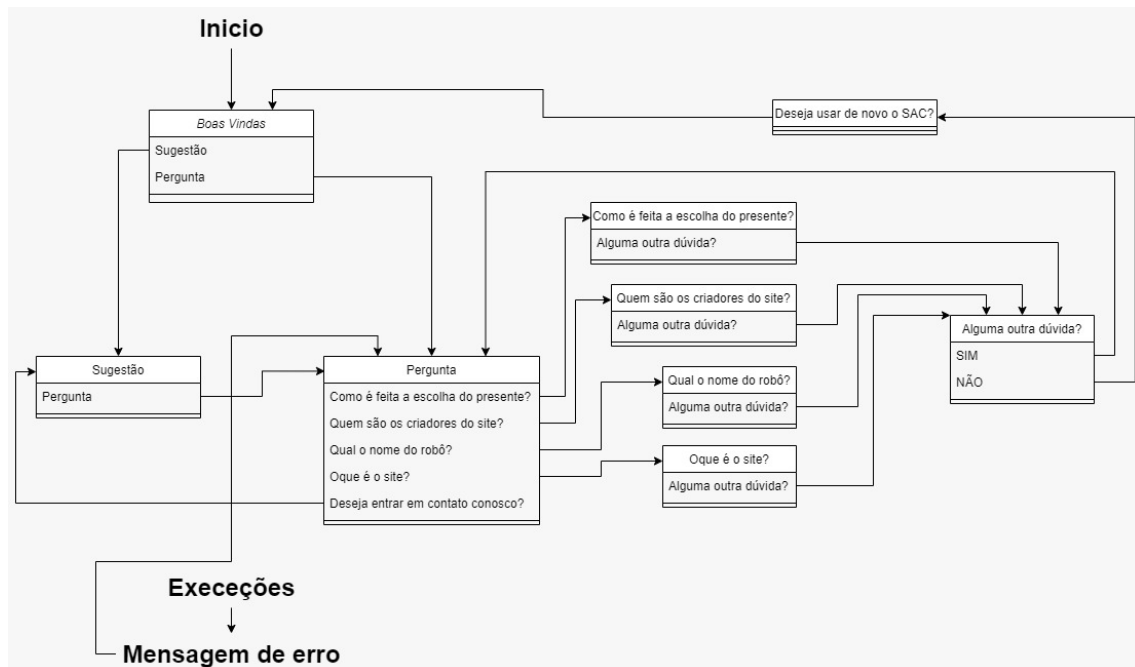 Inicio
Boas Vindas
Sugestão
Pergunta
Deseja usar de novo o SAC?
Como é feita a escolha do presente?
Alguma outra dúvida?
Quem são os criadores do site?
Alguma outra dúvida?
Alguma outra dúvida?
SIM
NÃO
Sugestão
Pergunta
Pergunta
Como é feita a escolha do presente?
Quem são os criadores do site?
Qual o nome do robô?
Oque é o site?
Deseja entrar em contato conosco?
Qual o nome do robô?
Alguma outra dúvida?
Oque é o site?
Alguma outra dúvida?
Execeções
Mensagem de erro